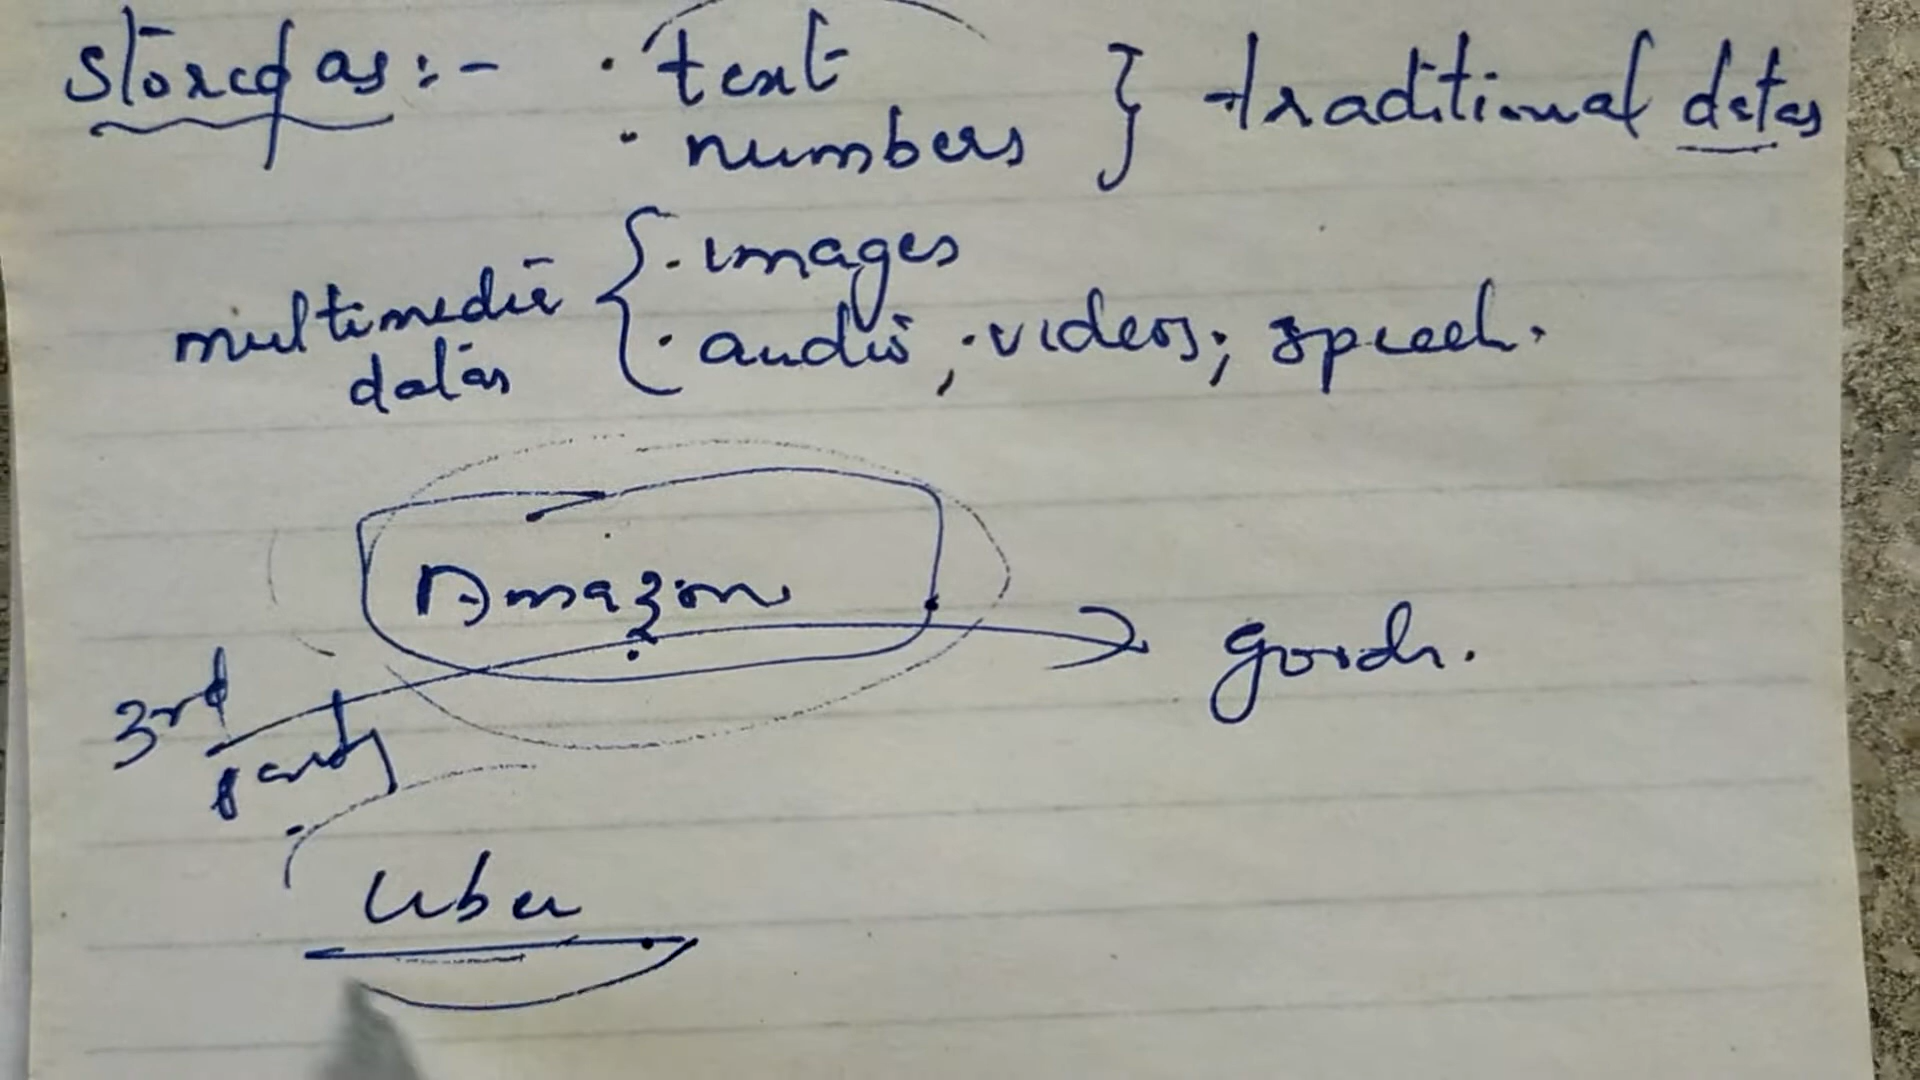 Stored as :- · text
· numbers } traditional datas
multimedia datas { · images
· audio, · videos; speech.
Amazon
3rd party → goods.
Uber